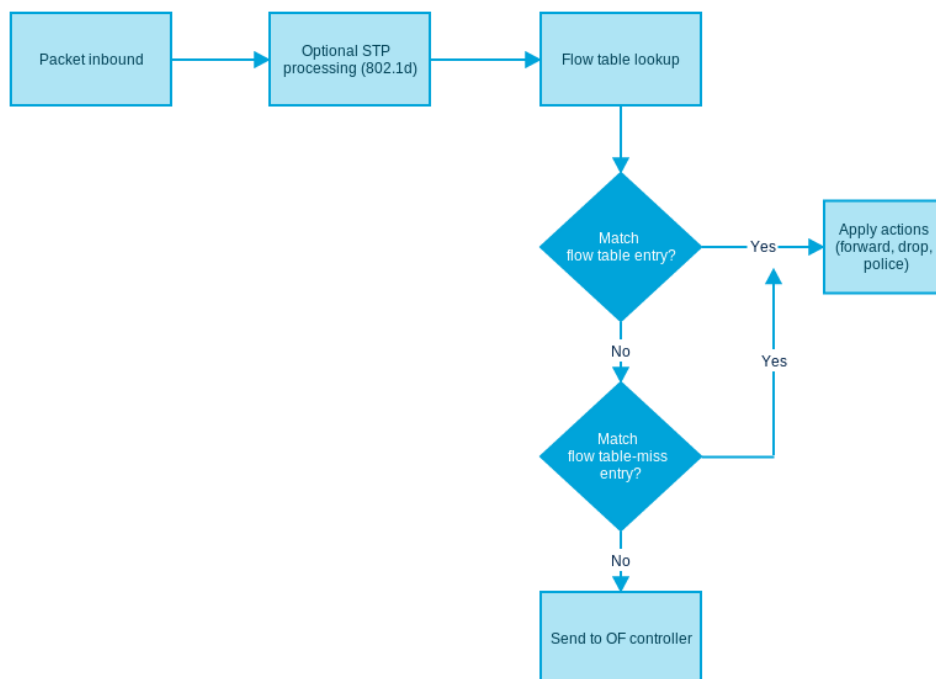 Packet inbound
Optional STP
processing (802.1d)
Flow table lookup
Match
flow table entry?
Yes
Apply actions
(forward, drop,
police)
No
Yes
Match
flow table-miss
entry?
No
Send to OF controller